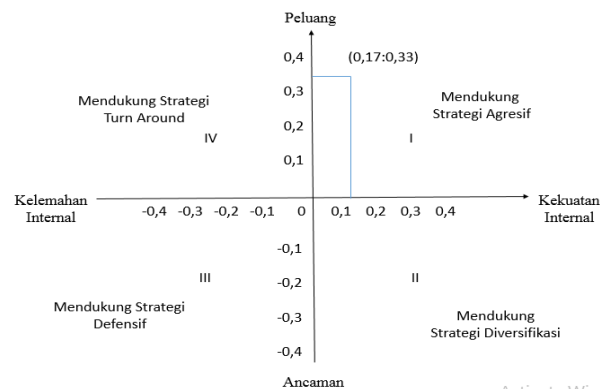 Peluang
0,4
(0,17:0,33)
Mendukung Strategi
Turn Around
0,3
Mendukung
Strategi Agresif
0,2
IV
I
0,1
Kelemahan
Internal
Kekuatan
Internal
-0,4 -0,3 -0,2 -0,1 0 0,1 0,2 0,3 0,4
-0,1
III
-0,2
II
Mendukung Strategi
Defensif
-0,3
Mendukung
Strategi Diversifikasi
-0,4
Ancaman